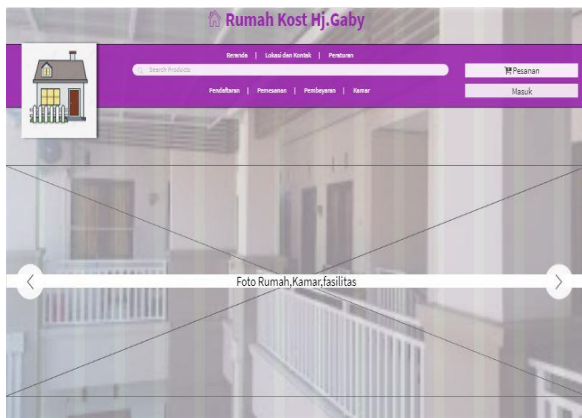 Rumah Kost Hj.Gaby
Beranda | Lokasi dan Kontak | Peraturan
Search Products
Pesanan
Pendaftaran | Pemesanan | Pembayaran | Kamar
Masuk
Foto Rumah,Kamar,fasilitas